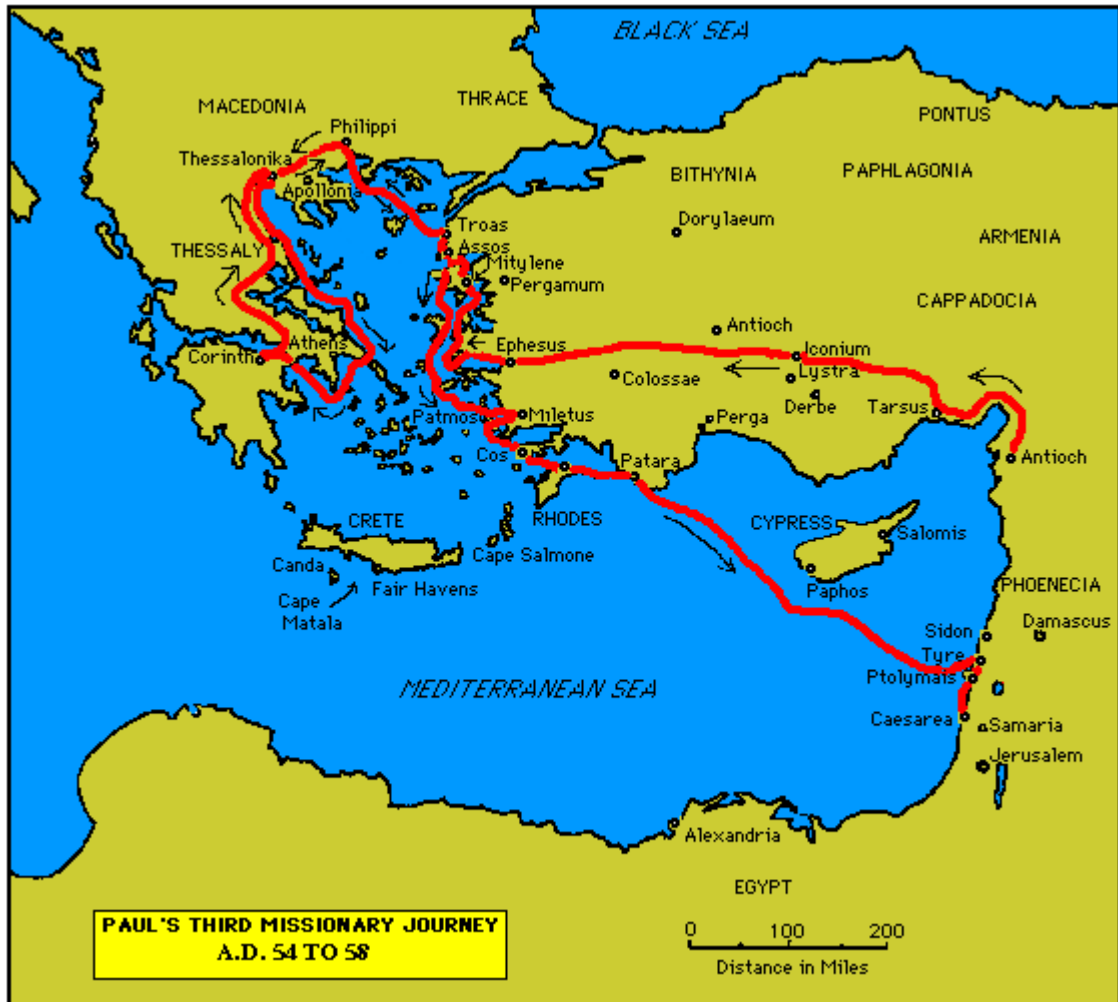 BLACK SEA
THRACE
MACEDONIA
PONTUS
Philippi
Thessalonika
BITHYNIA
PAPHLAGONIA
Apollonia
Troas
Dorylaeum
ARMENIA
THESSALY
Assos
Mitylene
Pergamum
CAPPADOCIA
Antioch
Athens
Ephesus
Iconium
Corinth
Lystra
Colossae
Derbe
Tarsus
Patmos
Miletus
Perga
Cos
Patara
Antioch
CRETE
RHODES
CYPRESS
Salomis
Cape Salmone
Canda
Fair Havens
Paphos
PHOENECIA
Cape
Matala
Sidon
Damascus
Tyre
Ptolymais
MEDITERRANEAN SEA
Caesarea
Samaria
Jerusalem
Alexandria
EGYPT
PAUL'S THIRD MISSIONARY JOURNEY
A.D. 54 TO 58
0 100 200
Distance in Miles